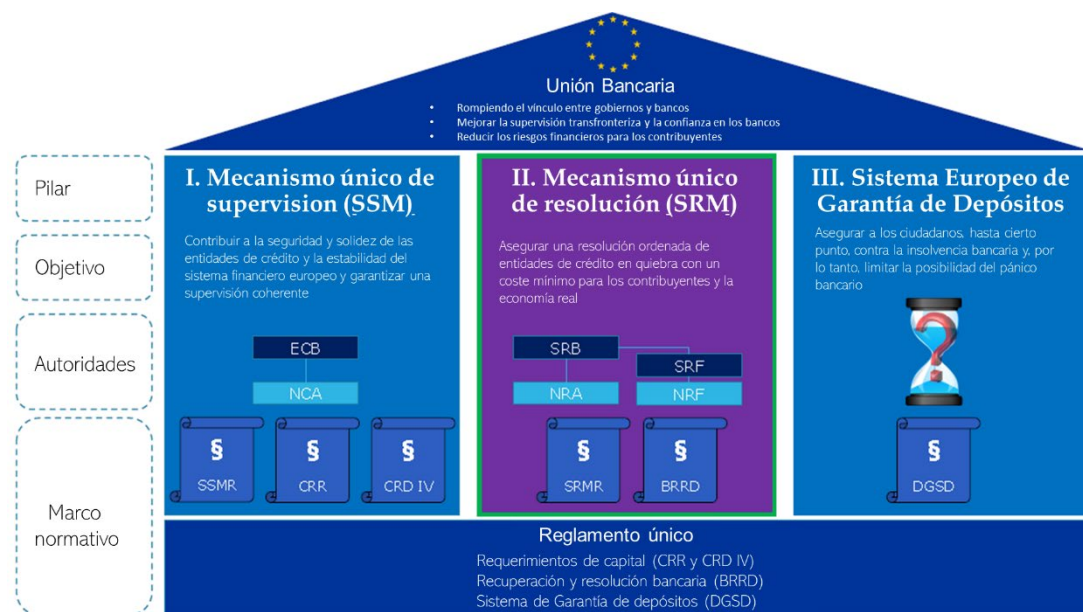 Unión Bancaria
• Rompiendo el vínculo entre gobiernos y bancos
• Mejorar la supervisión transfronteriza y la confianza en los bancos
• Reducir los riesgos financieros para los contribuyentes
Pilar
Objetivo
Autoridades
Marco
normativo
I. Mecanismo único de
supervision (SSM)
Contribuir a la seguridad y solidez de las
entidades de crédito y la estabilidad del
sistema financiero europeo y garantizar una
supervisión coherente
ECB
NCA
§
SSMR
§
CRR
§
CRD IV
II. Mecanismo único
de resolución (SRM)
Asegurar una resolución ordenada de
entidades de crédito en quiebra con un
coste mínimo para los contribuyentes y la
economía real
SRB
SRF
NRA
NRF
§
SRMR
§
BRRD
III. Sistema Europeo de
Garantía de Depósitos
Asegurar a los ciudadanos, hasta cierto
punto, contra la insolvencia bancaria y, por
lo tanto, limitar la posibilidad del pánico
bancario
?
§
DGSD
Reglamento único
Requerimientos de capital (CRR y CRD IV)
Recuperación y resolución bancaria (BRRD)
Sistema de Garantía de depósitos (DGSD)